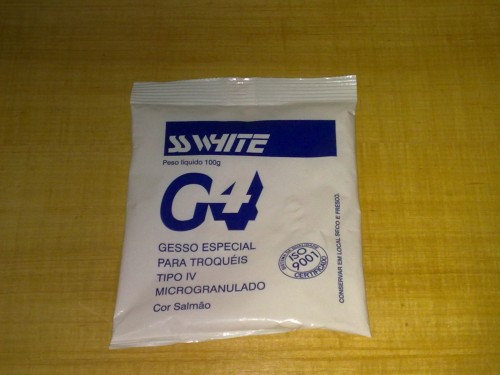 SS WHITE
Peso líquido 100g
G4
GESSO ESPECIAL
PARA TROQUÉIS
TIPO IV
MICROGRANULADO
Cor Salmão
ISO
9001
CERTIFICADO
CONSERVAR EM LOCAL SECO E FRESCO.